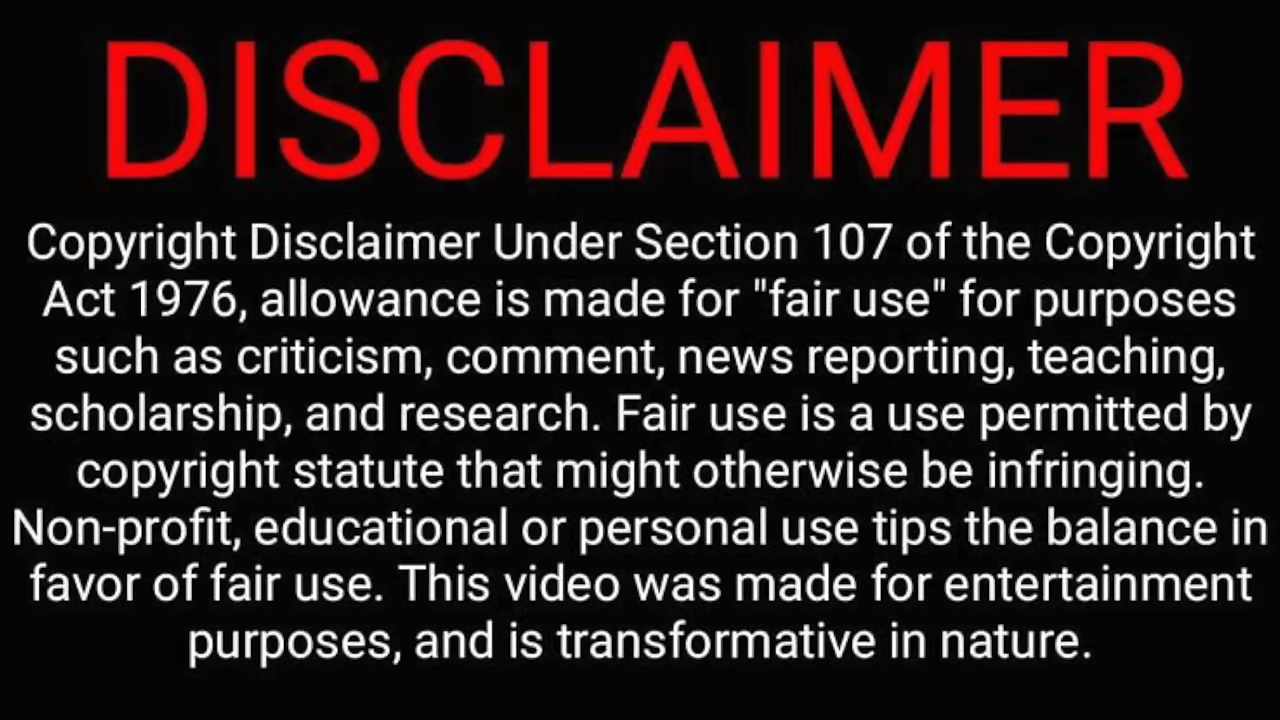 DISCLAIMER
Copyright Disclaimer Under Section 107 of the Copyright
Act 1976, allowance is made for "fair use" for purposes
such as criticism, comment, news reporting, teaching,
scholarship, and research. Fair use is a use permitted by
copyright statute that might otherwise be infringing.
Non-profit, educational or personal use tips the balance in
favor of fair use. This video was made for entertainment
purposes, and is transformative in nature.